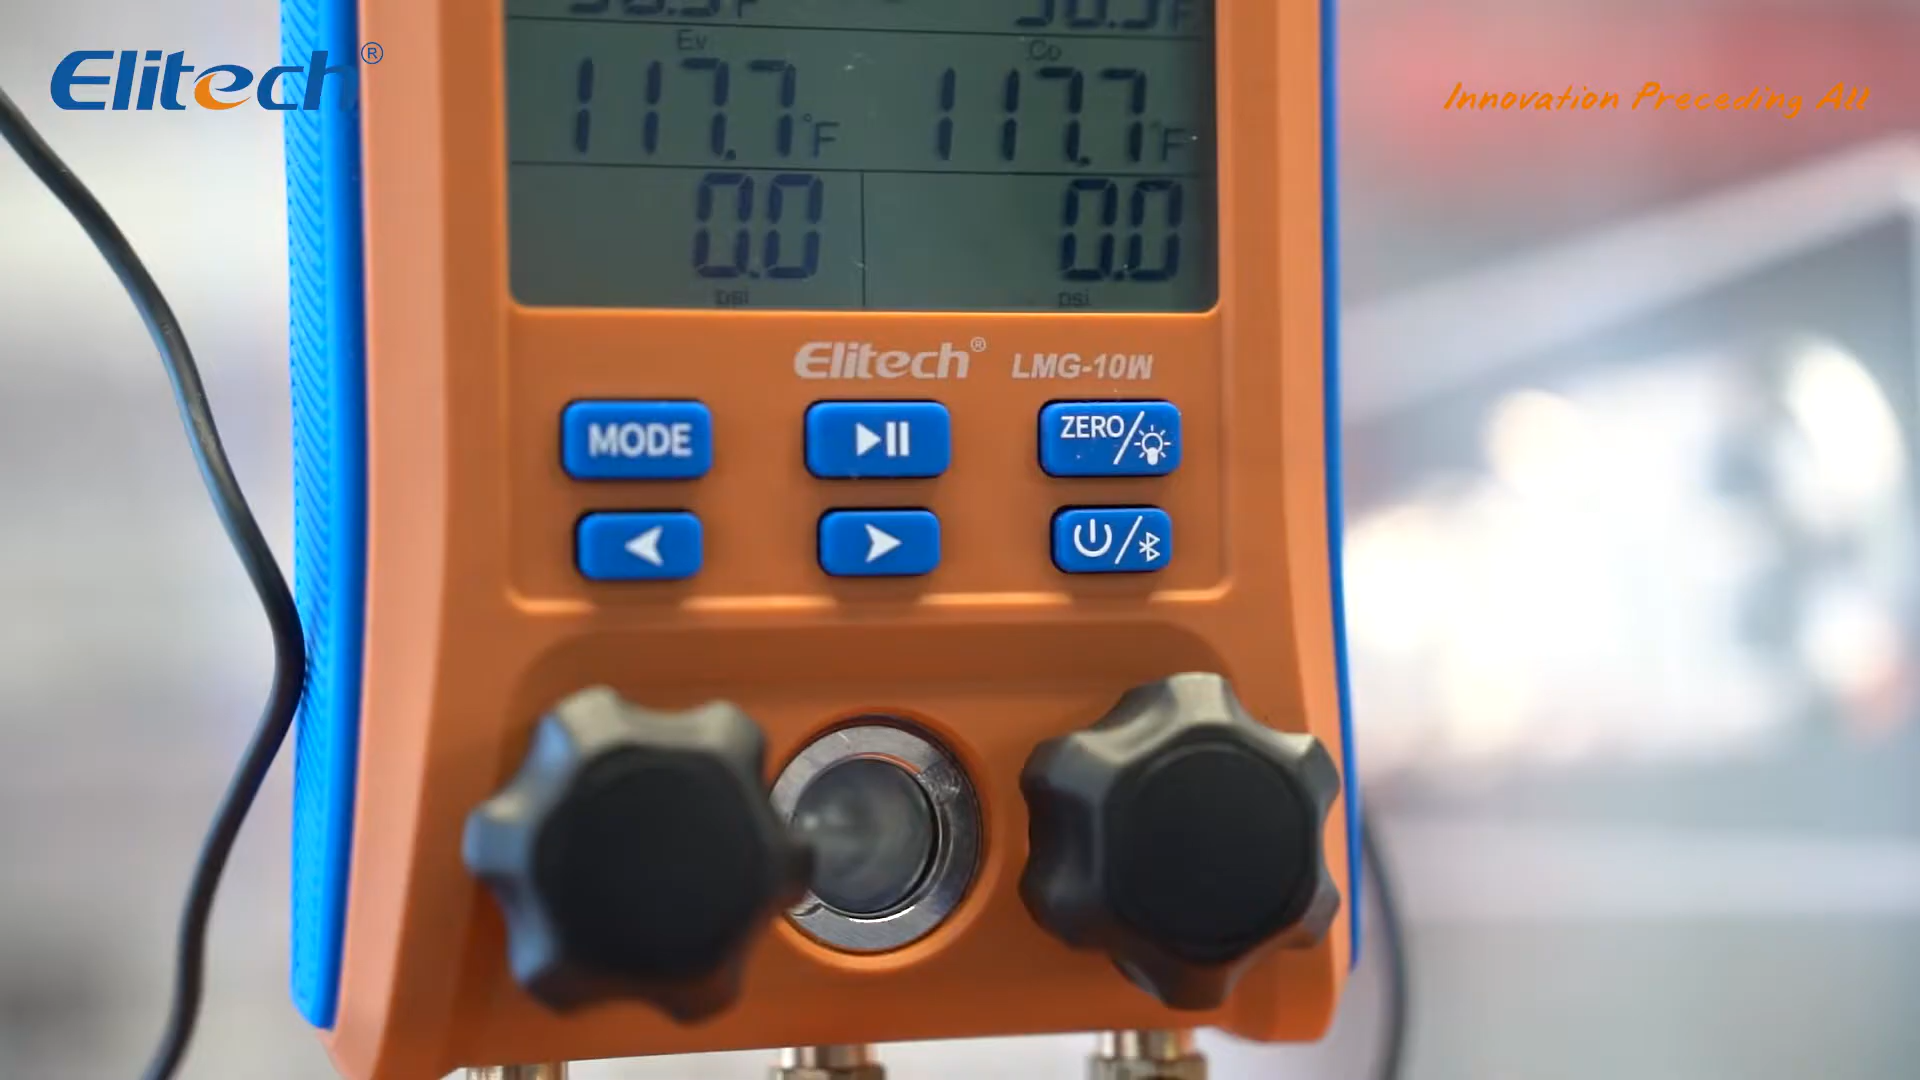 Elitech®
Innovation Preceding All
Ev Co
117.7°F 117.7°F
0.0 0.0
psi psi
Elitech® LMG-10W
MODE
ZERO/